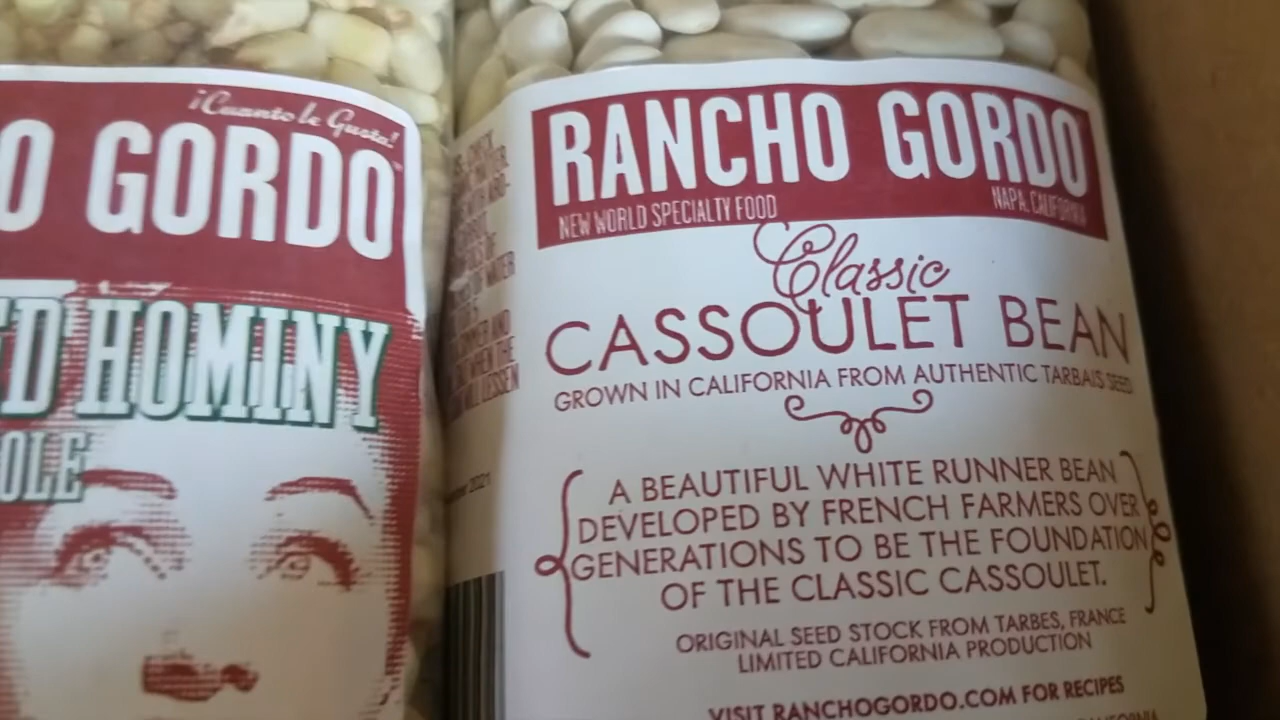 ¡Cuanto le Gusta!
O GORDO
D HOMINY
OLE
RANCHO GORDO
NEW WORLD SPECIALTY FOOD
NAPA, CALIFORNIA
Classic
CASSOULET BEAN
GROWN IN CALIFORNIA FROM AUTHENTIC TARBAIS SEED
A BEAUTIFUL WHITE RUNNER BEAN
DEVELOPED BY FRENCH FARMERS OVER
GENERATIONS TO BE THE FOUNDATION
OF THE CLASSIC CASSOULET.
ORIGINAL SEED STOCK FROM TARBES, FRANCE
LIMITED CALIFORNIA PRODUCTION
VISIT RANCHOGORDO.COM FOR RECIPES
2021